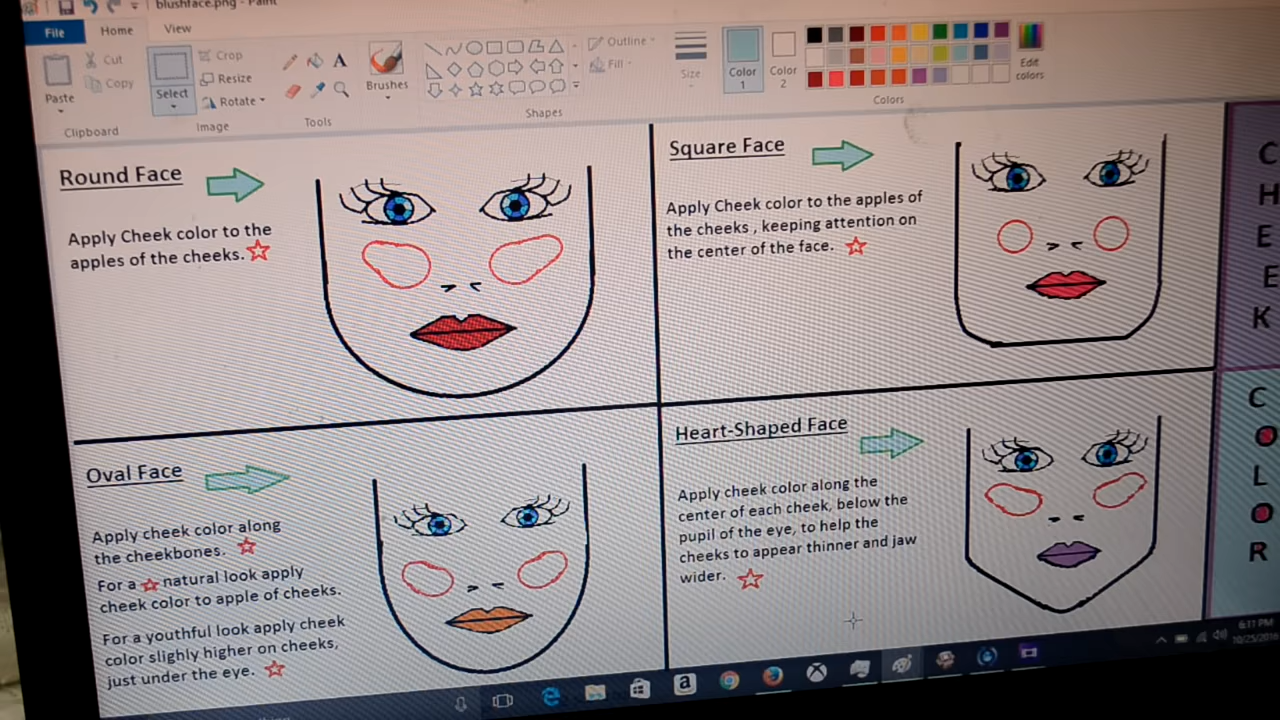 blushface.png - Paint
File
Home
View
Paste
Cut
Copy
Clipboard
Select
Crop
Resize
Rotate
Image
A
Tools
Brushes
Shapes
Outline
Fill
Size
Color
1
Color
2
Edit
colors
Colors
Round Face
Apply Cheek color to the
apples of the cheeks.
Square Face
Apply Cheek color to the apples of
the cheeks , keeping attention on
the center of the face.
Oval Face
Apply cheek color along
the cheekbones.
For a natural look apply
cheek color to apple of cheeks.
For a youthful look apply cheek
color slighly higher on cheeks,
just under the eye.
Heart-Shaped Face
Apply cheek color along the
center of each cheek, below the
pupil of the eye, to help the
cheeks to appear thinner and jaw
wider.
C
H
E
E
K
C
O
L
O
R
a
6:11 PM